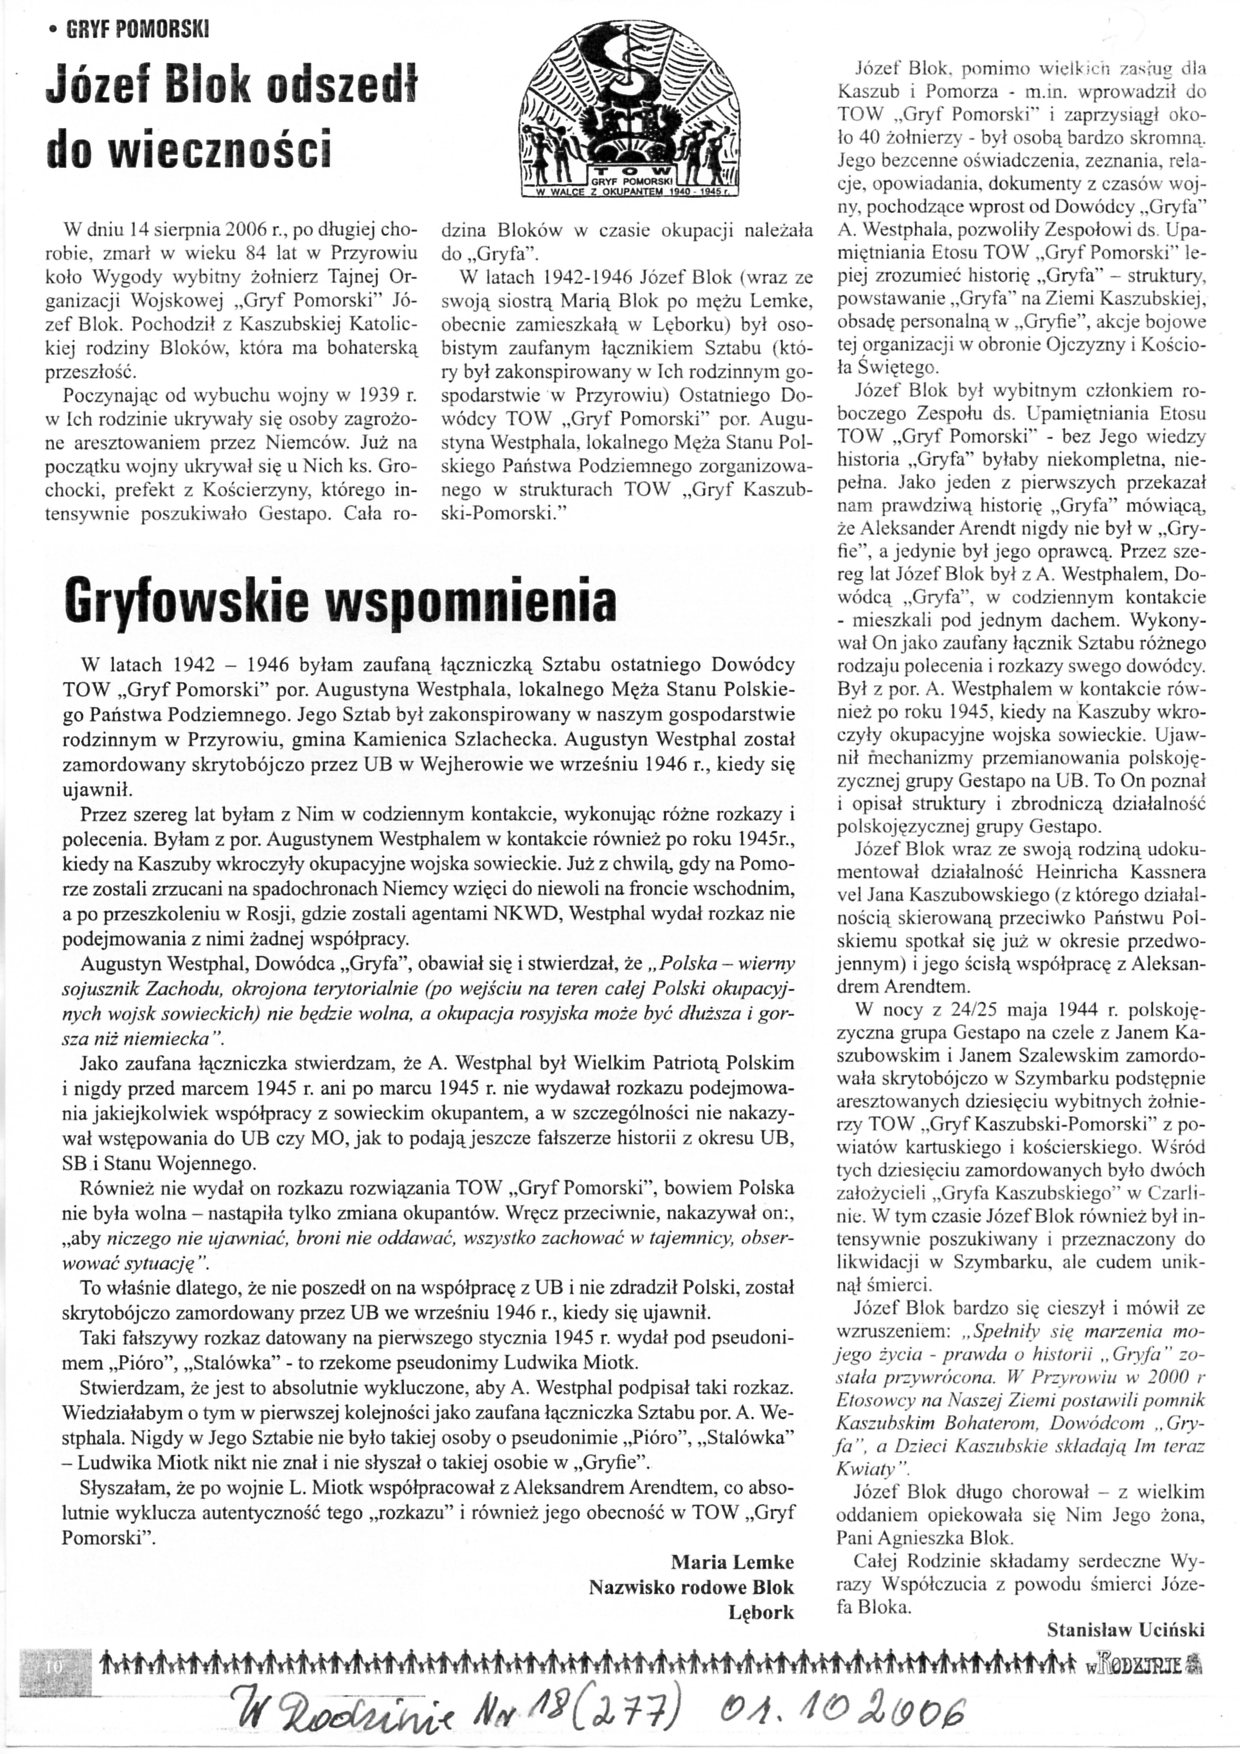 • GRYF POMORSKI
Józef Blok odszedł
do wieczności
T O W
GRYF POMORSKI
W WALCE Z OKUPANTEM 1940 - 1945 r.
W dniu 14 sierpnia 2006 r., po długiej cho-
robie, zmarł w wieku 84 lat w Przyrowiu
koło Wygody wybitny żołnierz Tajnej Or-
ganizacji Wojskowej „Gryf Pomorski” Jó-
zef Blok. Pochodził z Kaszubskiej Katolic-
kiej rodziny Bloków, która ma bohaterską
przeszłość.
Poczynając od wybuchu wojny w 1939 r.
w Ich rodzinie ukrywały się osoby zagrożo-
ne aresztowaniem przez Niemców. Już na
początku wojny ukrywał się u Nich ks. Gro-
chocki, prefekt z Kościerzyny, którego in-
tensywnie poszukiwało Gestapo. Cała ro-
dzina Bloków w czasie okupacji należała
do „Gryfa”.
W latach 1942-1946 Józef Blok (wraz ze
swoją siostrą Marią Blok po mężu Lemke,
obecnie zamieszkałą w Lęborku) był oso-
bistym zaufanym łącznikiem Sztabu (któ-
ry był zakonspirowany w Ich rodzinnym go-
spodarstwie w Przyrowiu) Ostatniego Do-
wódcy TOW „Gryf Pomorski” por. Augu-
styna Westphala, lokalnego Męża Stanu Pol-
skiego Państwa Podziemnego zorganizowa-
nego w strukturach TOW „Gryf Kaszub-
ski-Pomorski.”
Józef Blok, pomimo wielkich zasług dla
Kaszub i Pomorza - m.in. wprowadził do
TOW „Gryf Pomorski” i zaprzysiągł oko-
ło 40 żołnierzy - był osobą bardzo skromną.
Jego bezcenne oświadczenia, zeznania, rela-
cje, opowiadania, dokumenty z czasów woj-
ny, pochodzące wprost od Dowódcy „Gryfa”
A. Westphala, pozwoliły Zespołowi ds. Upa-
miętniania Etosu TOW „Gryf Pomorski” le-
piej zrozumieć historię „Gryfa” – struktury,
powstawanie „Gryfa” na Ziemi Kaszubskiej,
obsadę personalną w „Gryfie”, akcje bojowe
tej organizacji w obronie Ojczyzny i Kościo-
ła Świętego.
Józef Blok był wybitnym członkiem ro-
boczego Zespołu ds. Upamiętniania Etosu
TOW „Gryf Pomorski” - bez Jego wiedzy
historia „Gryfa” byłaby niekompletna, nie-
pełna. Jako jeden z pierwszych przekazał
nam prawdziwą historię „Gryfa” mówiącą,
że Aleksander Arendt nigdy nie był w „Gry-
fie”, a jedynie był jego oprawcą. Przez sze-
reg lat Józef Blok był z A. Westphalem, Do-
wódcą „Gryfa”, w codziennym kontakcie
- mieszkali pod jednym dachem. Wykony-
wał On jako zaufany łącznik Sztabu różnego
rodzaju polecenia i rozkazy swego dowódcy.
Był z por. A. Westphalem w kontakcie rów-
nież po roku 1945, kiedy na Kaszuby wkro-
czyły okupacyjne wojska sowieckie. Ujaw-
nił mechanizmy przemianowania polskoję-
zycznej grupy Gestapo na UB. To On poznał
i opisał struktury i zbrodniczą działalność
polskojęzycznej grupy Gestapo.
Józef Blok wraz ze swoją rodziną udoku-
mentował działalność Heinricha Kassnera
vel Jana Kaszubowskiego (z którego działal-
nością skierowaną przeciwko Państwu Pol-
skiemu spotkał się już w okresie przedwo-
jennym) i jego ścisłą współpracę z Aleksan-
drem Arendtem.
W nocy z 24/25 maja 1944 r. polskoję-
zyczna grupa Gestapo na czele z Janem Ka-
szubowskim i Janem Szalewskim zamordo-
wała skrytobójczo w Szymbarku podstępnie
aresztowanych dziesięciu wybitnych żołnie-
rzy TOW „Gryf Kaszubski-Pomorski” z po-
wiatów kartuskiego i kościerskiego. Wśród
tych dziesięciu zamordowanych było dwóch
założycieli „Gryfa Kaszubskiego” w Czarli-
nie. W tym czasie Józef Blok również był in-
tensywnie poszukiwany i przeznaczony do
likwidacji w Szymbarku, ale cudem unik-
nął śmierci.
Józef Blok bardzo się cieszył i mówił ze
wzruszeniem: „Spełniły się marzenia mo-
jego życia - prawda o historii „Gryfa” zo-
stała przywrócona. W Przyrowiu w 2000 r
Etosowcy na Naszej Ziemi postawili pomnik
Kaszubskim Bohaterom, Dowódcom „Gry-
fa”, a Dzieci Kaszubskie składają Im teraz
Kwiaty”.
Józef Blok długo chorował – z wielkim
oddaniem opiekowała się Nim Jego żona,
Pani Agnieszka Blok.
Całej Rodzinie składamy serdeczne Wy-
razy Współczucia z powodu śmierci Józe-
fa Bloka.
Stanisław Uciński
Gryfowskie wspomnienia
W latach 1942 – 1946 byłam zaufaną łączniczką Sztabu ostatniego Dowódcy
TOW „Gryf Pomorski” por. Augustyna Westphala, lokalnego Męża Stanu Polskie-
go Państwa Podziemnego. Jego Sztab był zakonspirowany w naszym gospodarstwie
rodzinnym w Przyrowiu, gmina Kamienica Szlachecka. Augustyn Westphal został
zamordowany skrytobójczo przez UB w Wejherowie we wrześniu 1946 r., kiedy się
ujawnił.
Przez szereg lat byłam z Nim w codziennym kontakcie, wykonując różne rozkazy i
polecenia. Byłam z por. Augustynem Westphalem w kontakcie również po roku 1945r.,
kiedy na Kaszuby wkroczyły okupacyjne wojska sowieckie. Już z chwilą, gdy na Pomo-
rze zostali zrzucani na spadochronach Niemcy wzięci do niewoli na froncie wschodnim,
a po przeszkoleniu w Rosji, gdzie zostali agentami NKWD, Westphal wydał rozkaz nie
podejmowania z nimi żadnej współpracy.
Augustyn Westphal, Dowódca „Gryfa”, obawiał się i stwierdzał, że „Polska – wierny
sojusznik Zachodu, okrojona terytorialnie (po wejściu na teren całej Polski okupacyj-
nych wojsk sowieckich) nie będzie wolna, a okupacja rosyjska może być dłuższa i gor-
sza niż niemiecka”.
Jako zaufana łączniczka stwierdzam, że A. Westphal był Wielkim Patriotą Polskim
i nigdy przed marcem 1945 r. ani po marcu 1945 r. nie wydawał rozkazu podejmowa-
nia jakiejkolwiek współpracy z sowieckim okupantem, a w szczególności nie nakazy-
wał wstępowania do UB czy MO, jak to podają jeszcze fałszerze historii z okresu UB,
SB i Stanu Wojennego.
Również nie wydał on rozkazu rozwiązania TOW „Gryf Pomorski”, bowiem Polska
nie była wolna – nastąpiła tylko zmiana okupantów. Wręcz przeciwnie, nakazywał on:,
„aby niczego nie ujawniać, broni nie oddawać, wszystko zachować w tajemnicy, obser-
wować sytuację”.
To właśnie dlatego, że nie poszedł on na współpracę z UB i nie zdradził Polski, został
skrytobójczo zamordowany przez UB we wrześniu 1946 r., kiedy się ujawnił.
Taki fałszywy rozkaz datowany na pierwszego stycznia 1945 r. wydał pod pseudoni-
mem „Pióro”, „Stalówka” - to rzekome pseudonimy Ludwika Miotk.
Stwierdzam, że jest to absolutnie wykluczone, aby A. Westphal podpisał taki rozkaz.
Wiedziałabym o tym w pierwszej kolejności jako zaufana łączniczka Sztabu por. A. We-
stphala. Nigdy w Jego Sztabie nie było takiej osoby o pseudonimie „Pióro”, „Stalówka”
– Ludwika Miotk nikt nie znał i nie słyszał o takiej osobie w „Gryfie”.
Słyszałam, że po wojnie L. Miotk współpracował z Aleksandrem Arendtem, co abso-
lutnie wyklucza autentyczność tego „rozkazu” i również jego obecność w TOW „Gryf
Pomorski”.
Maria Lemke
Nazwisko rodowe Blok
Lębork
10
wRODZINIE
W Rodzinie Nr 18(277) 01.10 2006